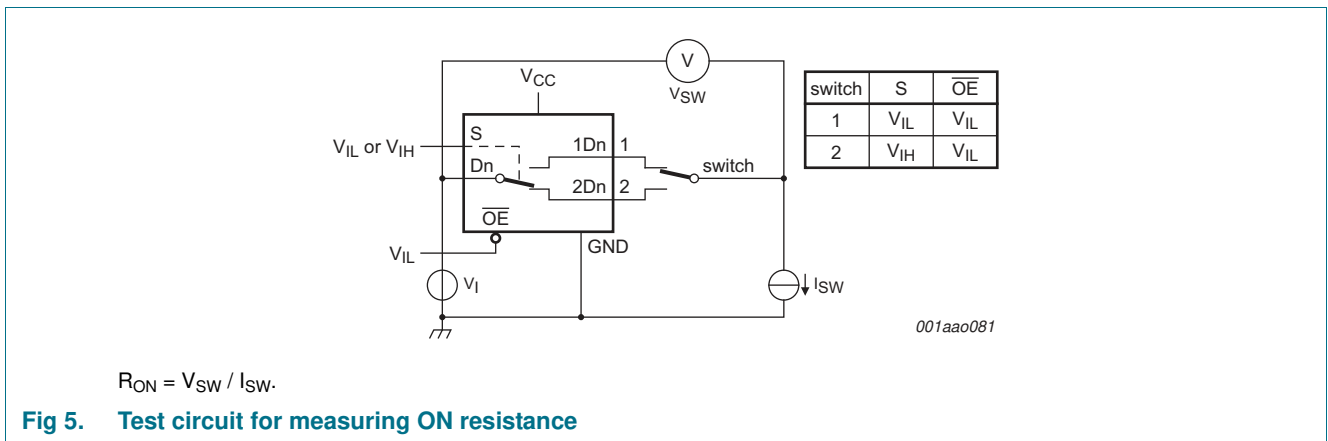 V
VSW
VCC
switch S OE
1 VIL VIL
2 VIH VIL
S
VIL or VIH
1Dn 1
Dn
switch
2Dn 2
OE
GND
VIL
VI
ISW
001aao081
RON = VSW / ISW.
Fig 5. Test circuit for measuring ON resistance